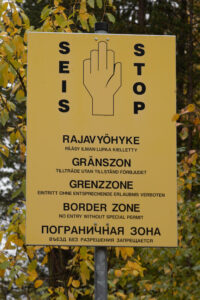 SEIS
STOP
RAJAVYÖHYKE
PÄÄSY ILMAN LUPAA KIELLETTY
GRÄNSZON
TILLTRÄDE UTAN TILLSTÅND FÖRBJUDET
GRENZZONE
EINTRITT OHNE ENTSPRECHENDE ERLAUBNIS VERBOTEN
BORDER ZONE
NO ENTRY WITHOUT SPECIAL PERMIT
ПОГРАНИЧНАЯ ЗОНА
ВЪЕЗД БЕЗ РАЗРЕШЕНИЯ ЗАПРЕЩАЕТСЯ